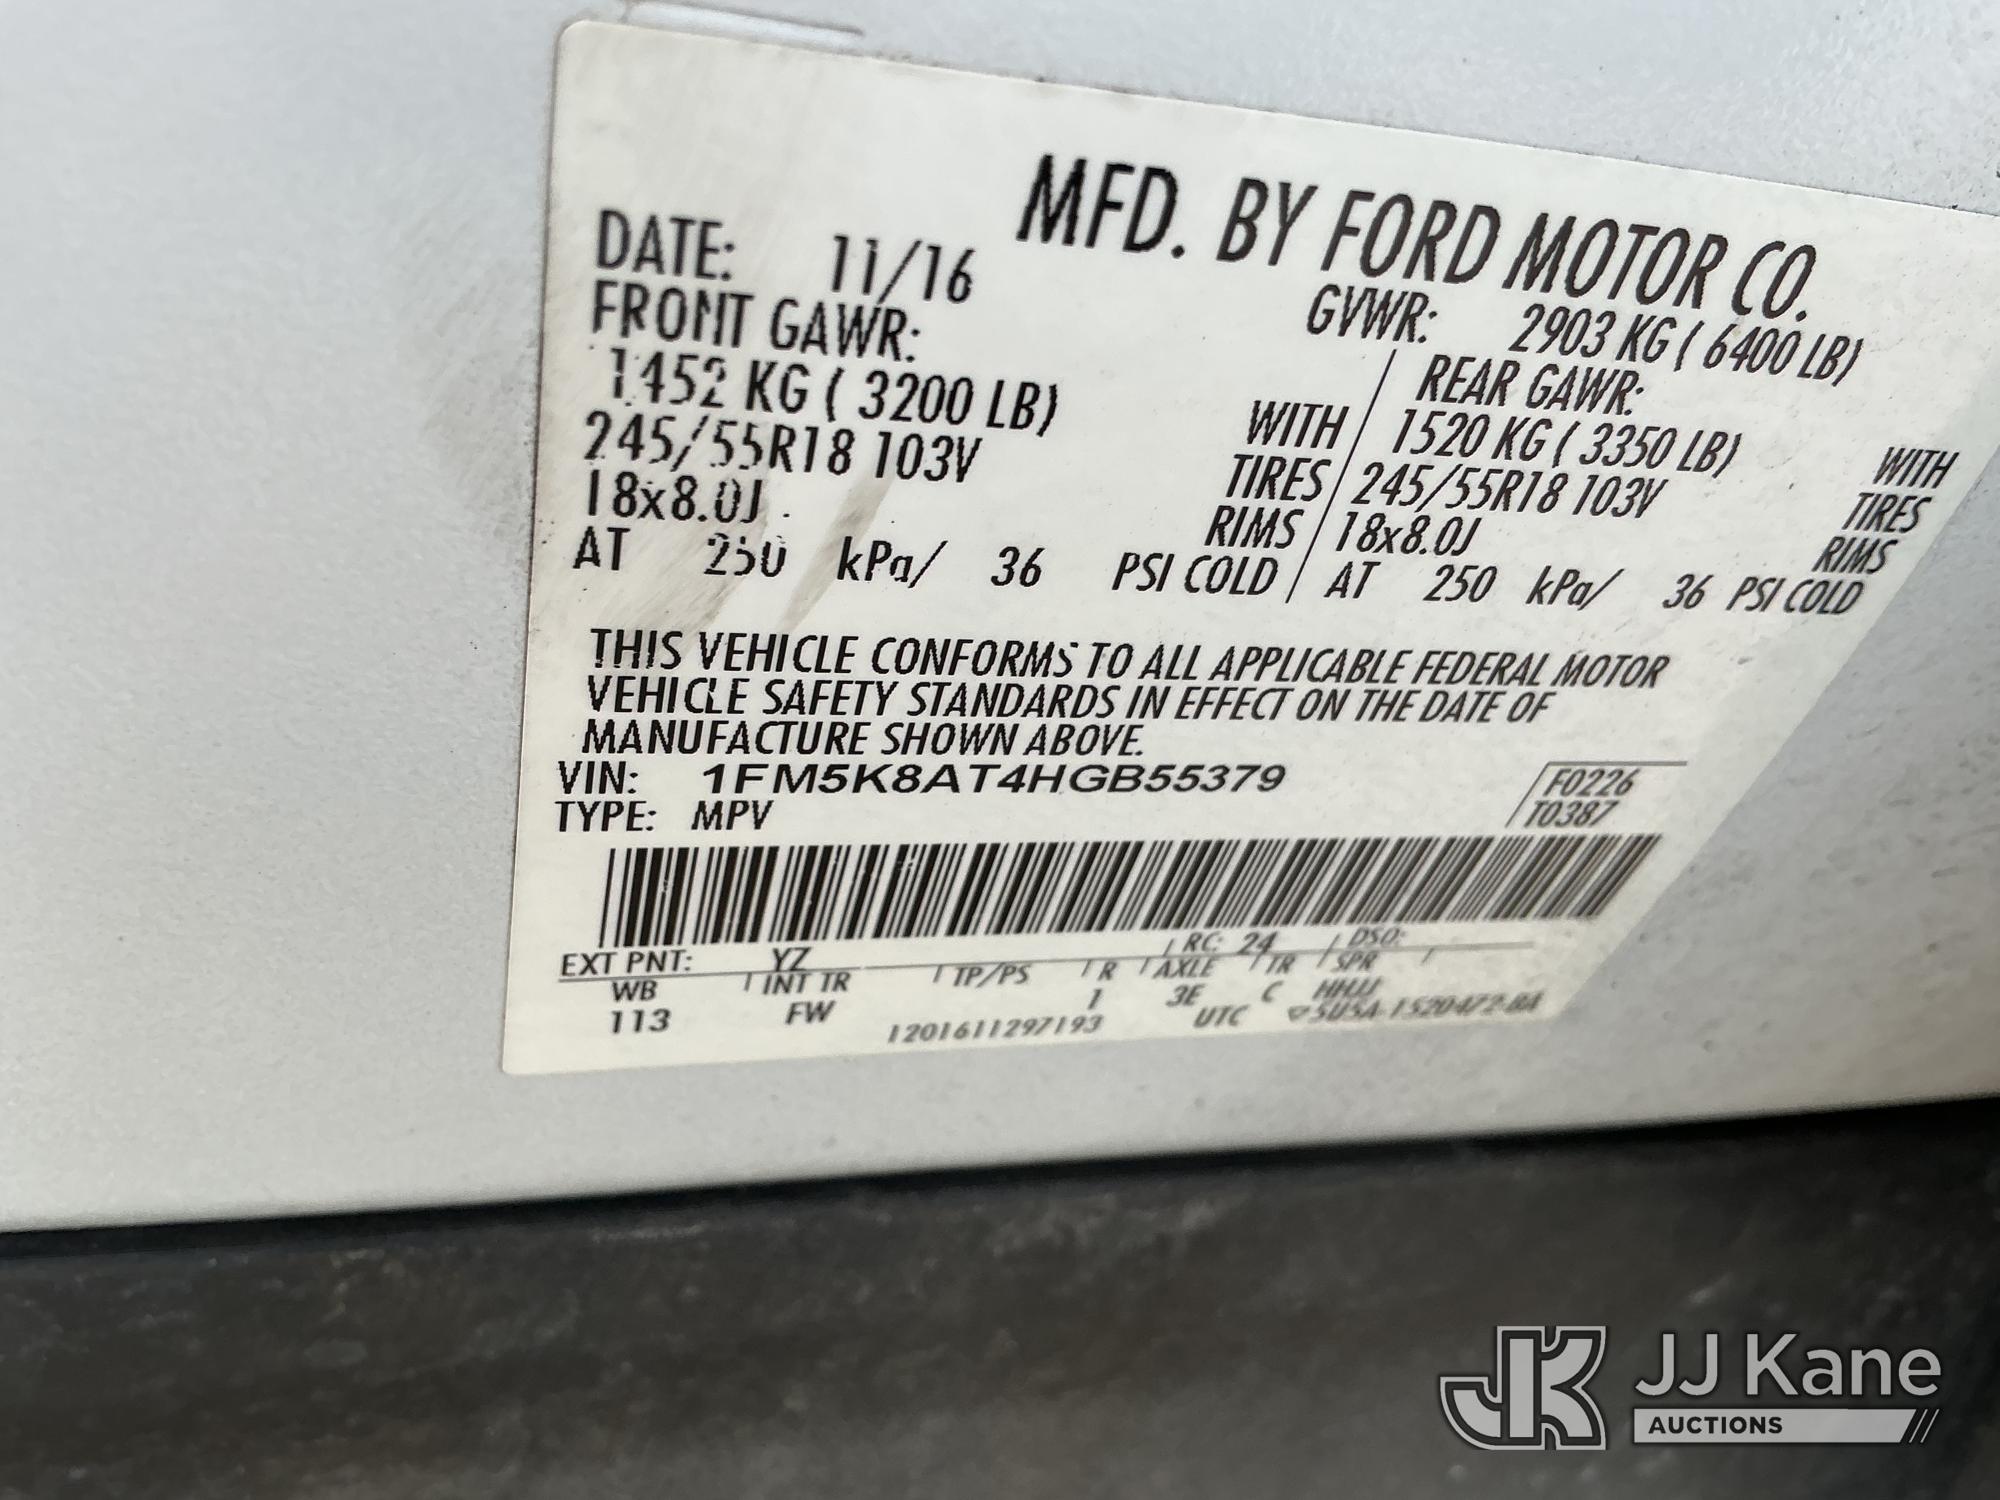 MFD. BY FORD MOTOR CO.
DATE: 11/16 GVWR: 2903 KG ( 6400 LB)
FRONT GAWR: REAR GAWR:
1452 KG ( 3200 LB) WITH / 1520 KG ( 3350 LB) WITH
245/55R18 103V TIRES / 245/55R18 103V TIRES
18x8.0J RIMS / 18x8.0J RIMS
AT 250 kPa/ 36 PSI COLD / AT 250 kPa/ 36 PSI COLD
THIS VEHICLE CONFORMS TO ALL APPLICABLE FEDERAL MOTOR
VEHICLE SAFETY STANDARDS IN EFFECT ON THE DATE OF
MANUFACTURE SHOWN ABOVE.
VIN: 1FM5K8AT4HGB55379 F0226
TYPE: MPV T0387
EXT PNT: YZ RC: 24 DSO:
WB INT TR TP/PS R AXLE TR SPR
113 FW 1 3E C HHJJ
1201611297193 UTC ▽5U5A-1520472-BA
JK JJ Kane
AUCTIONS